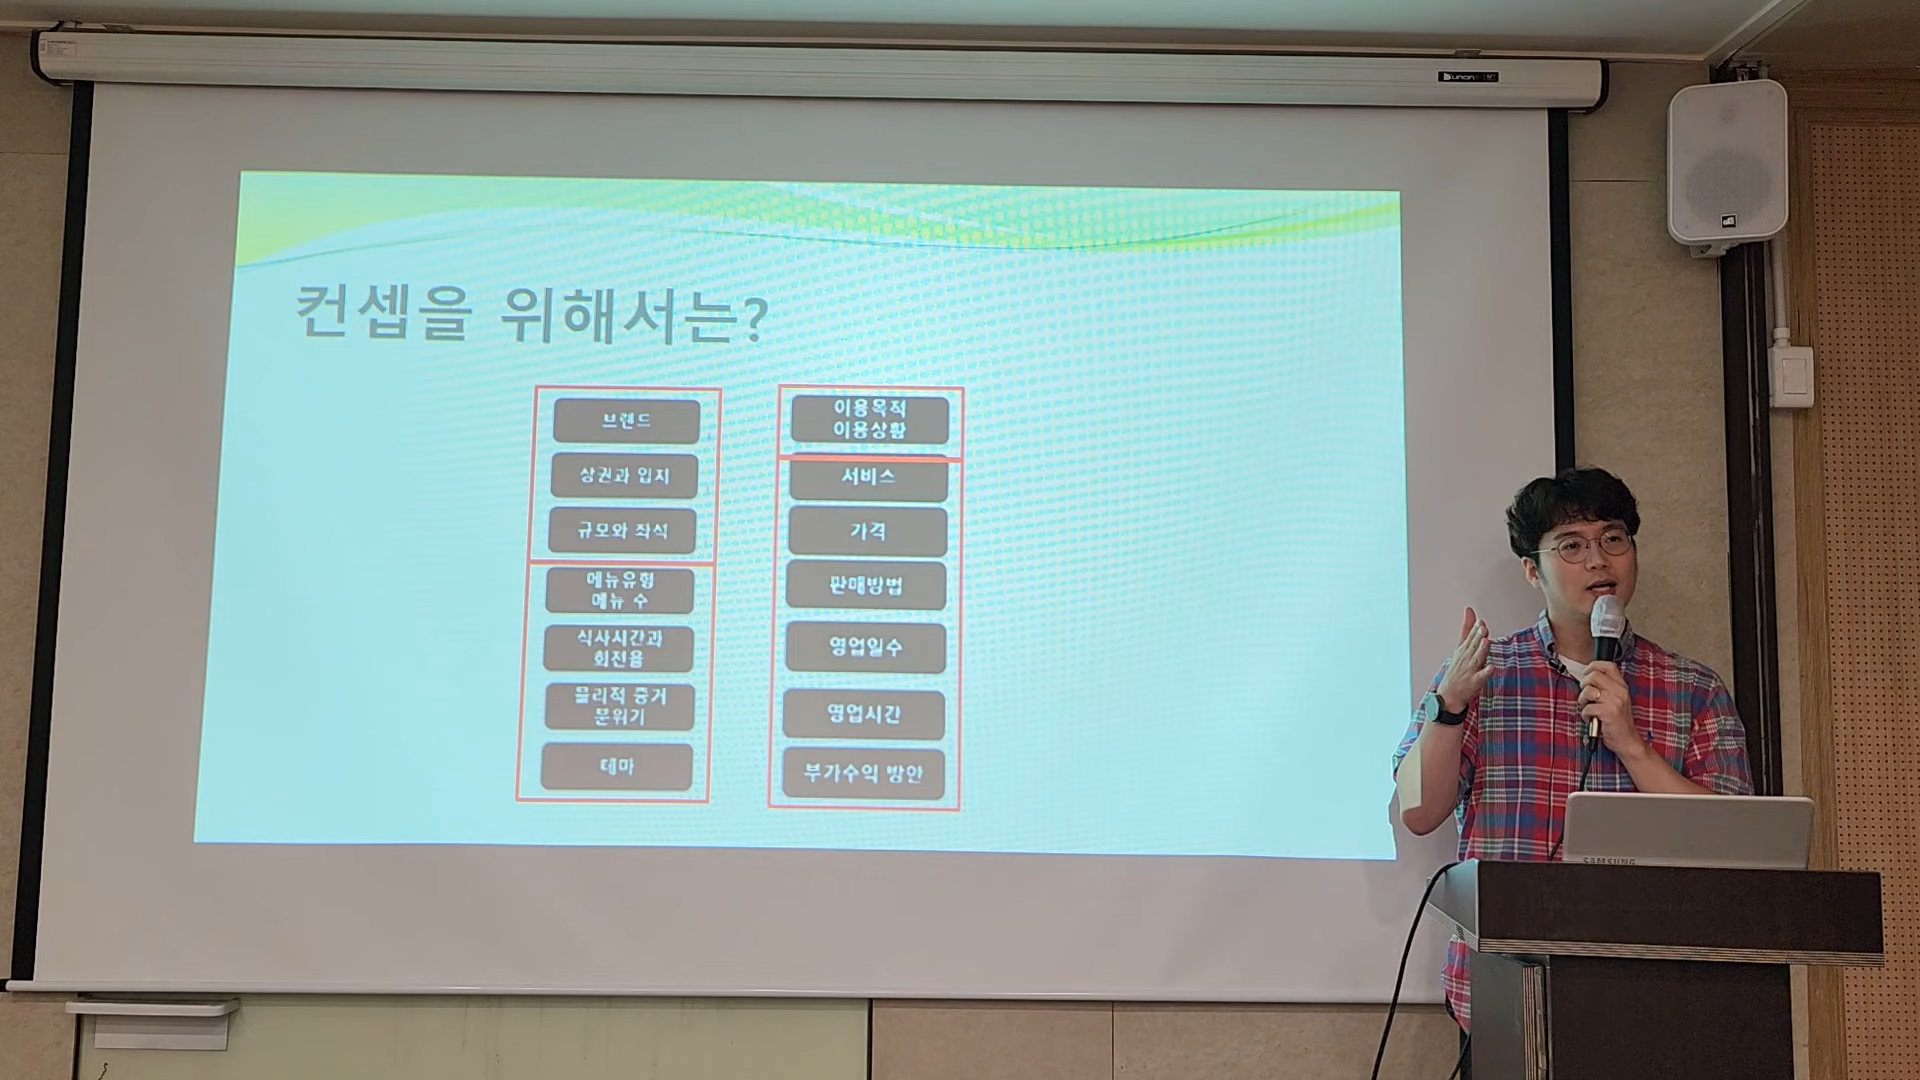 컨셉을 위해서는?
브랜드
상권과 입지
규모와 좌석
메뉴유형
메뉴 수
식사시간과
회전율
물리적 증거
분위기
테마
이용목적
이용상황
서비스
가격
판매방법
영업일수
영업시간
부가수익 방안
SAMSUNG